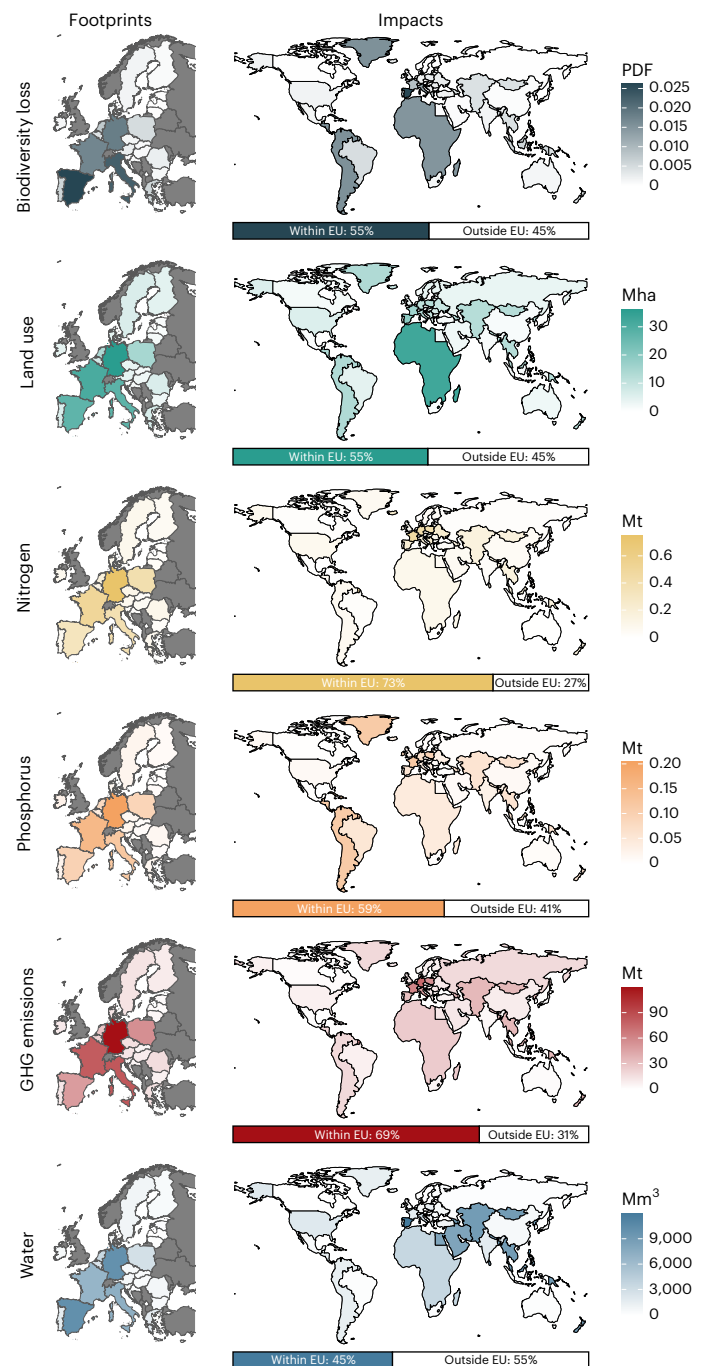 Footprints
Impacts
Biodiversity loss
PDF
0.025
0.020
0.015
0.010
0.005
0
Within EU: 55%
Outside EU: 45%
Land use
Mha
30
20
10
0
Within EU: 55%
Outside EU: 45%
Nitrogen
Mt
0.6
0.4
0.2
0
Within EU: 73%
Outside EU: 27%
Phosphorus
Mt
0.20
0.15
0.10
0.05
0
Within EU: 59%
Outside EU: 41%
GHG emissions
Mt
90
60
30
0
Within EU: 69%
Outside EU: 31%
Water
Mm³
9,000
6,000
3,000
0
Within EU: 45%
Outside EU: 55%